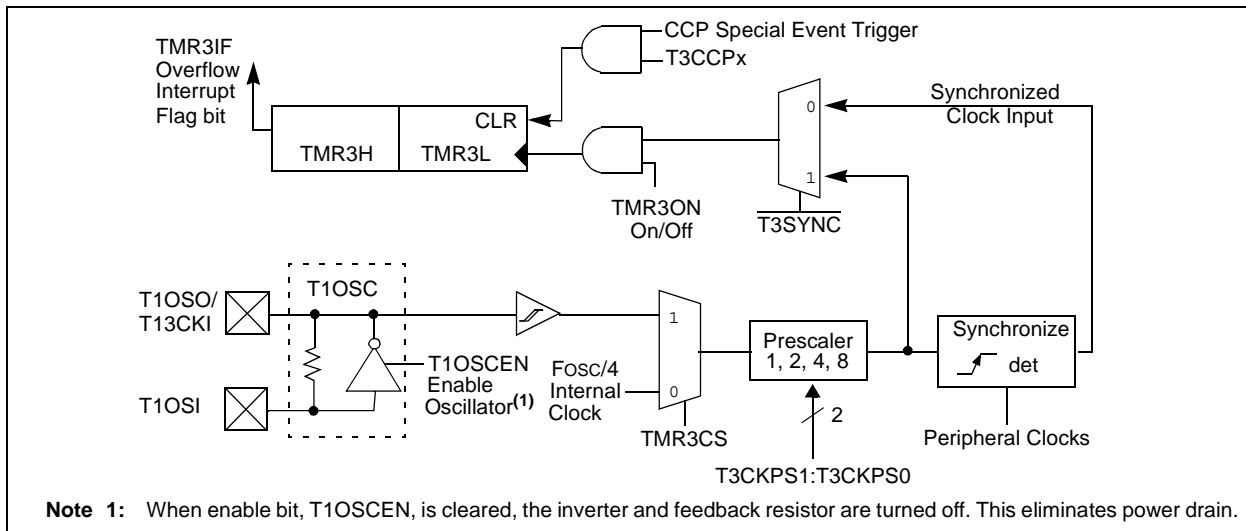 CCP Special Event Trigger
T3CCPx
TMR3IF
Overflow
Interrupt
Flag bit
CLR
TMR3H
TMR3L
TMR3ON
On/Off
0
1
T3SYNC
Synchronized
Clock Input
T1OSO/
T13CKI
T1OSI
T1OSC
T1OSCEN
Enable
Oscillator(1)
FOSC/4
Internal
Clock
1
0
TMR3CS
Prescaler
1, 2, 4, 8
2
T3CKPS1:T3CKPS0
Synchronize
det
Peripheral Clocks
Note 1: When enable bit, T1OSCEN, is cleared, the inverter and feedback resistor are turned off. This eliminates power drain.